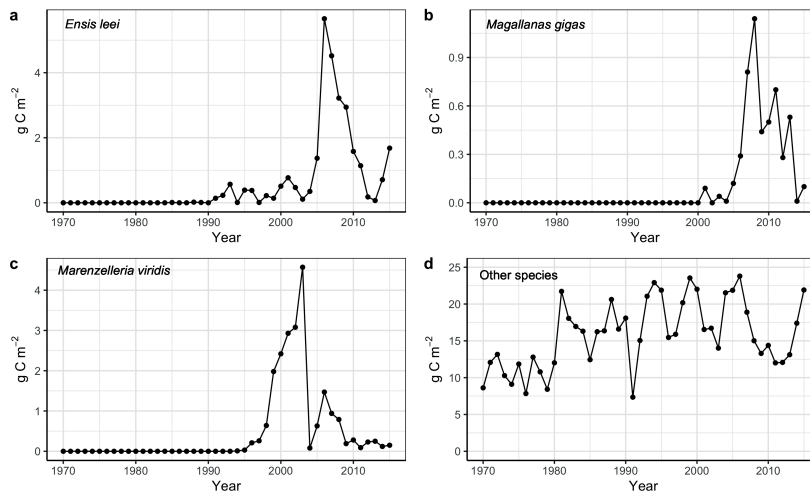 a
Ensis leei
g C m⁻²
4
2
0
1970 1980 1990 2000 2010
Year
b
Magallanas gigas
g C m⁻²
0.9
0.6
0.3
0.0
1970 1980 1990 2000 2010
Year
c
Marenzelleria viridis
g C m⁻²
4
3
2
1
0
1970 1980 1990 2000 2010
Year
d
Other species
g C m⁻²
25
20
15
10
5
0
1970 1980 1990 2000 2010
Year